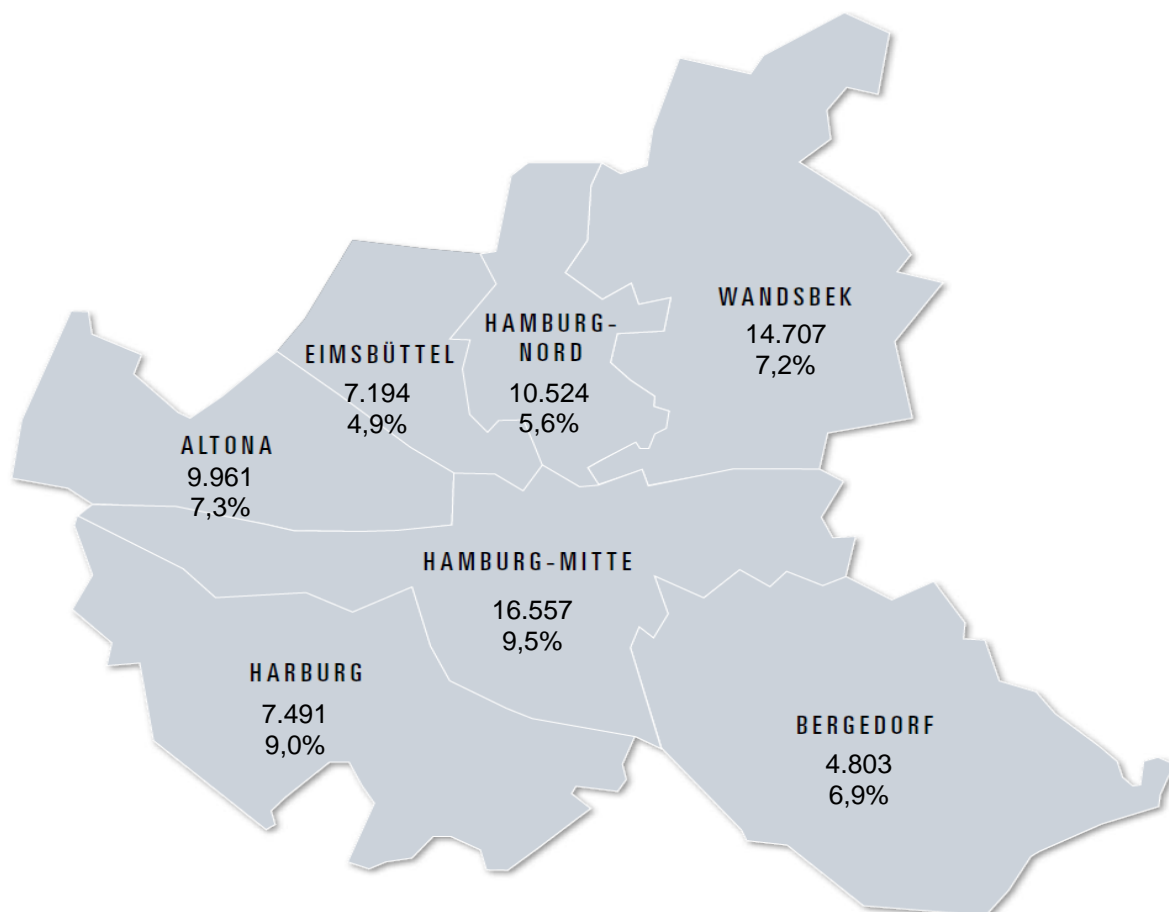 WANDSBEK
14.707
7,2%
HAMBURG-
NORD
10.524
5,6%
EIMSBÜTTEL
7.194
4,9%
ALTONA
9.961
7,3%
HAMBURG-MITTE
16.557
9,5%
HARBURG
7.491
9,0%
BERGEDORF
4.803
6,9%